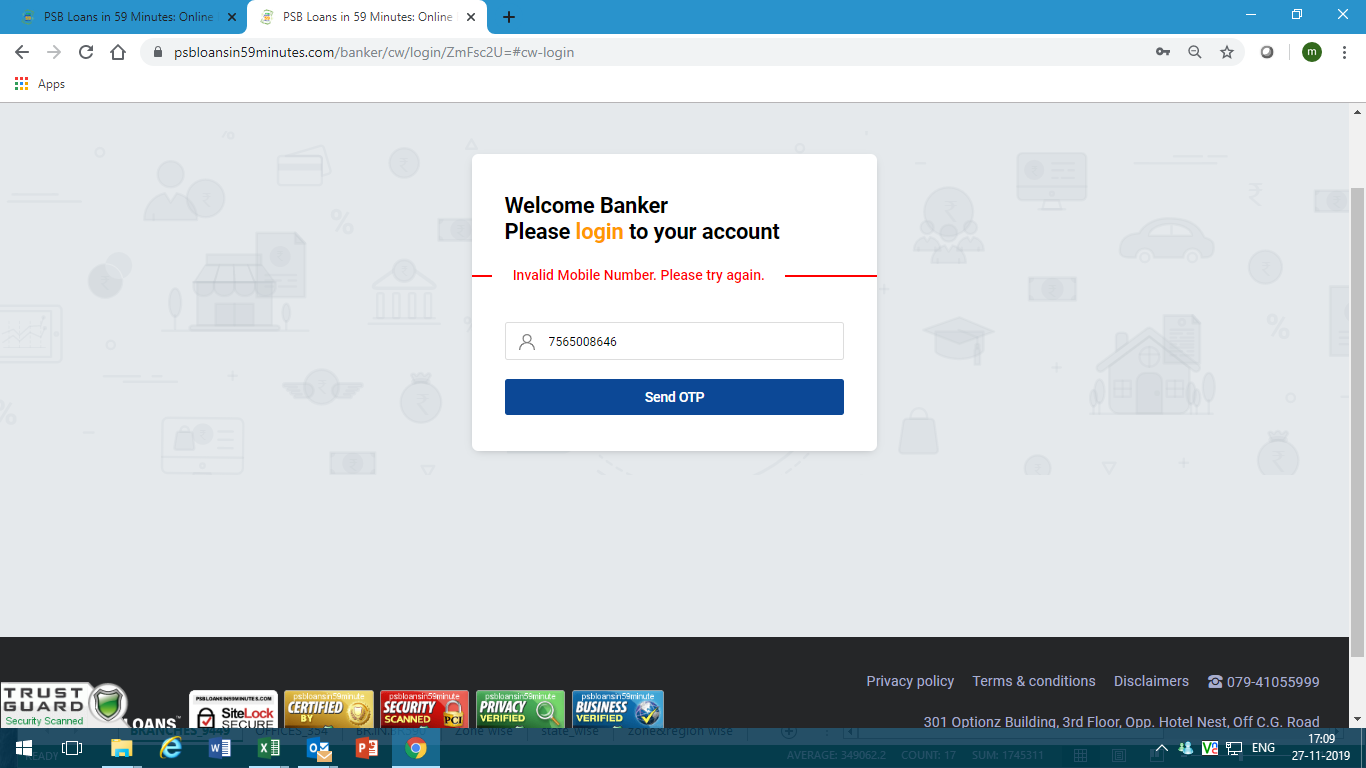 PSB Loans in 59 Minutes: Online
PSB Loans in 59 Minutes: Online
psbloansin59minutes.com/banker/cw/login/ZmFsc2U=#cw-login
m
Apps
Welcome Banker
Please login to your account
Invalid Mobile Number. Please try again.
7565008646
Send OTP
Privacy policy Terms & conditions Disclaimers 079-41055999
301 Optionz Building, 3rd Floor, Opp. Hotel Nest, Off C.G. Road
TRUST
GUARD
Security Scanned
LOANS™
PSBLOANSIN59MINUTES.COM
SiteLock
SECURE
psbloansin59minute
CERTIFIED
BY
psbloansin59minute
SECURITY
SCANNED PCI
psbloansin59minute
PRIVACY
VERIFIED
psbloansin59minute
BUSINESS
VERIFIED
BRANCHES_9449 OFFICES_354 Zone wise state_wise zone&region wise
READY AVERAGE: 349062.2 COUNT: 17 SUM: 1745311
ENG
17:09
27-11-2019